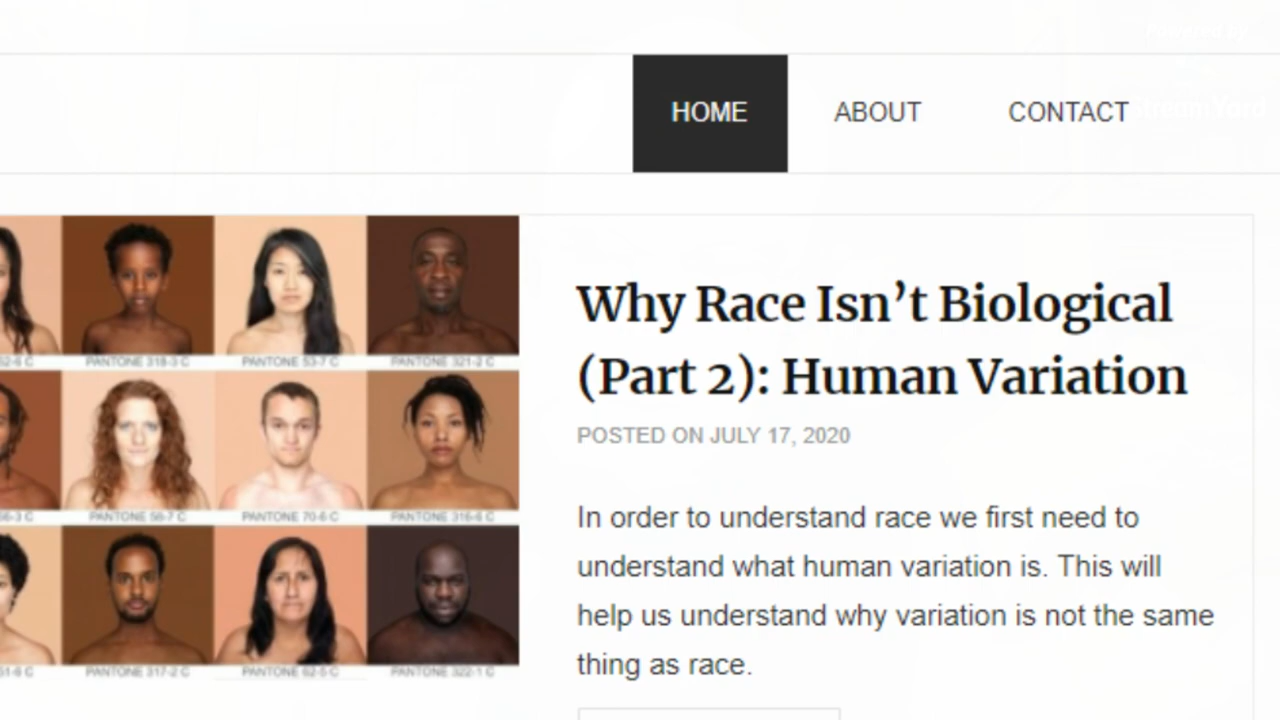 Powered by
StreamYard
HOME
ABOUT
CONTACT
Why Race Isn’t Biological
(Part 2): Human Variation
POSTED ON JULY 17, 2020
In order to understand race we first need to
understand what human variation is. This will
help us understand why variation is not the same
thing as race.
PANTONE 318-3 C
PANTONE 53-7 C
PANTONE 321-2 C
PANTONE 56-7 C
PANTONE 70-6 C
PANTONE 316-6 C
PANTONE 317-2 C
PANTONE 62-5 C
PANTONE 322-1 C